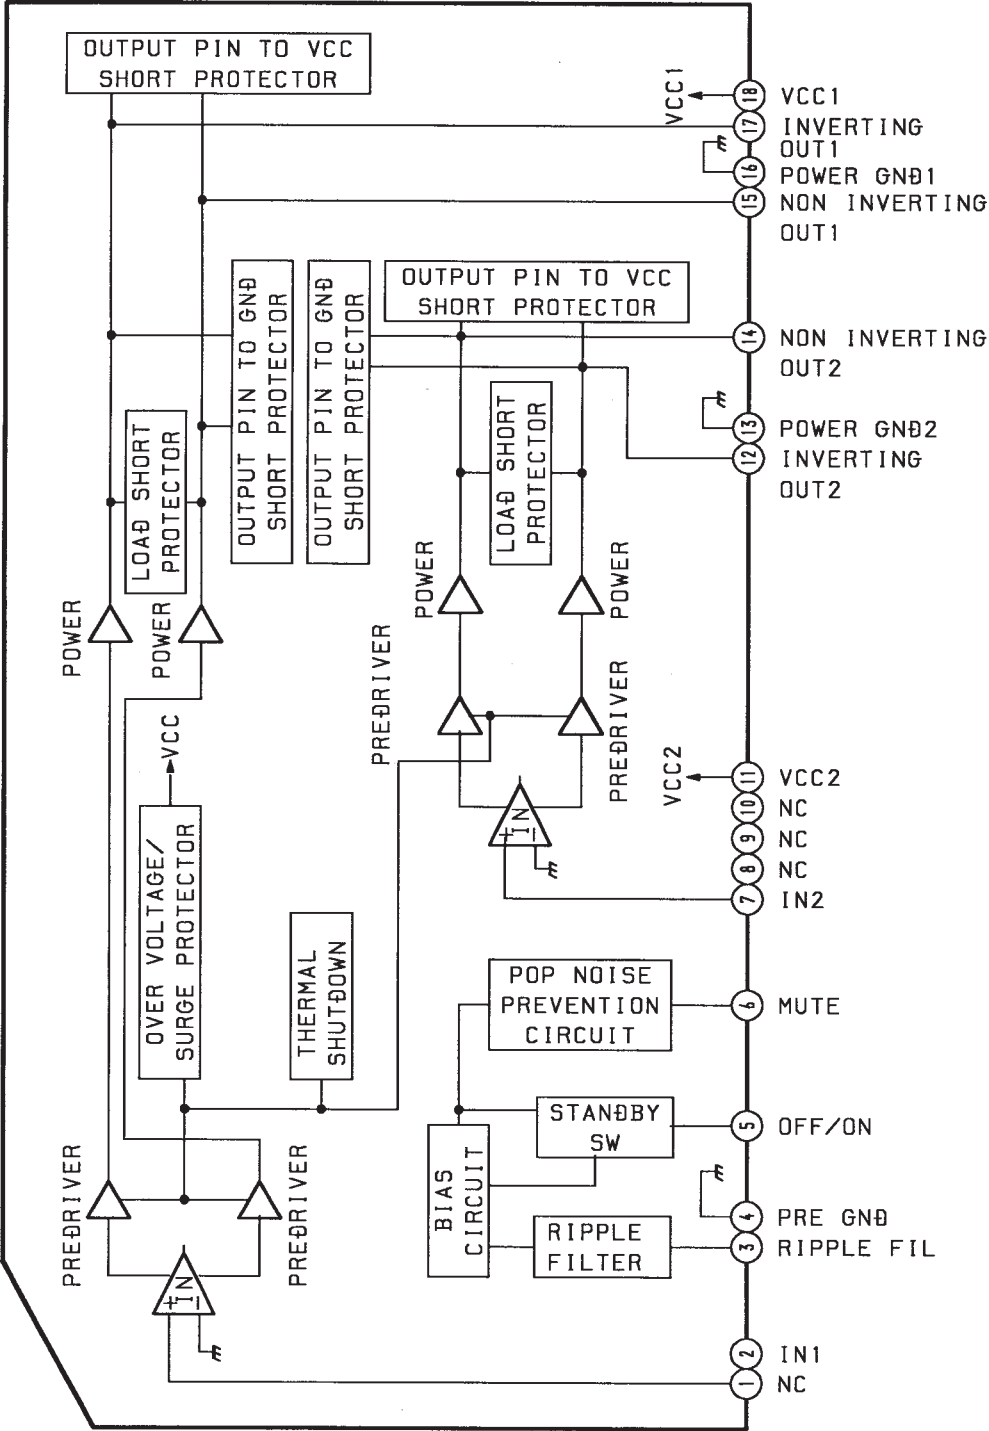 OUTPUT PIN TO VCC
SHORT PROTECTOR
VCC1
18 VCC1
17 INVERTING
OUT1
16 POWER GND1
15 NON INVERTING
OUT1
OUTPUT PIN TO GND
SHORT PROTECTOR
OUTPUT PIN TO GND
SHORT PROTECTOR
OUTPUT PIN TO VCC
SHORT PROTECTOR
14 NON INVERTING
OUT2
13 POWER GND2
12 INVERTING
OUT2
LOAD SHORT
PROTECTOR
LOAD SHORT
PROTECTOR
POWER
POWER
POWER
POWER
PREDRIVER
PREDRIVER
VCC
VCC2
11 VCC2
10 NC
9 NC
8 NC
7 IN2
+ IN -
OVER VOLTAGE/
SURGE PROTECTOR
THERMAL
SHUTDOWN
POP NOISE
PREVENTION
CIRCUIT
6 MUTE
STANDBY
SW
5 OFF/ON
BIAS
CIRCUIT
4 PRE GND
RIPPLE
FILTER
3 RIPPLE FIL
PREDRIVER
PREDRIVER
+ IN -
2 IN1
1 NC